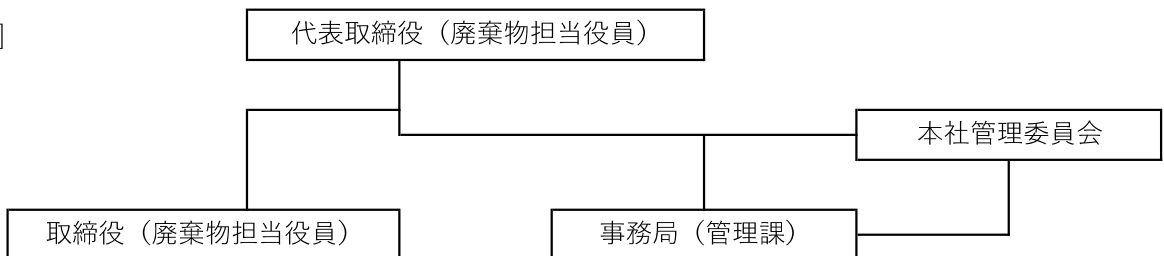 ]
代表取締役（廃棄物担当役員）
本社管理委員会
取締役（廃棄物担当役員）
事務局（管理課）